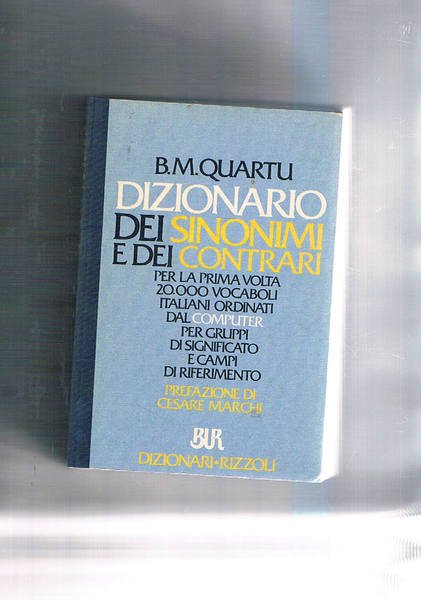 B.M.QUARTU
DIZIONARIO
DEI SINONIMI
E DEI CONTRARI
PER LA PRIMA VOLTA
20.000 VOCABOLI
ITALIANI ORDINATI
DAL COMPUTER
PER GRUPPI
DI SIGNIFICATO
E CAMPI
DI RIFERIMENTO
PREFAZIONE DI
CESARE MARCHI
BUR
DIZIONARI•RIZZOLI